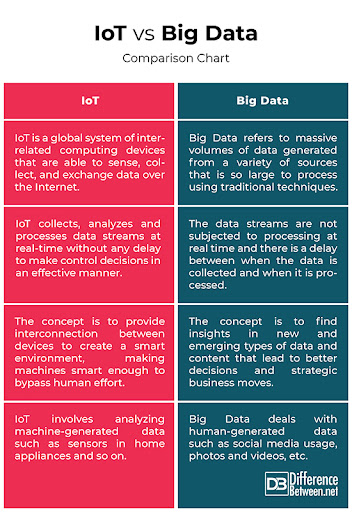 IoT vs Big Data
Comparison Chart
IoT
Big Data
IoT is a global system of inter-
related computing devices
that are able to sense, col-
lect, and exchange data over
the Internet.
Big Data refers to massive
volumes of data generated
from a variety of sources
that is so large to process
using traditional techniques.
IoT collects, analyzes and
processes data streams at
real-time without any delay
to make control decisions in
an effective manner.
The data streams are not
subjected to processing at
real time and there is a delay
between when the data is
collected and when it is pro-
cessed.
The concept is to provide
interconnection between
devices to create a smart
environment, making
machines smart enough to
bypass human effort.
The concept is to find
insights in new and
emerging types of data and
content that lead to better
decisions and strategic
business moves.
IoT involves analyzing
machine-generated data
such as sensors in home
appliances and so on.
Big Data deals with
human-generated data
such as social media usage,
photos and videos, etc.
DB Difference
Between.net